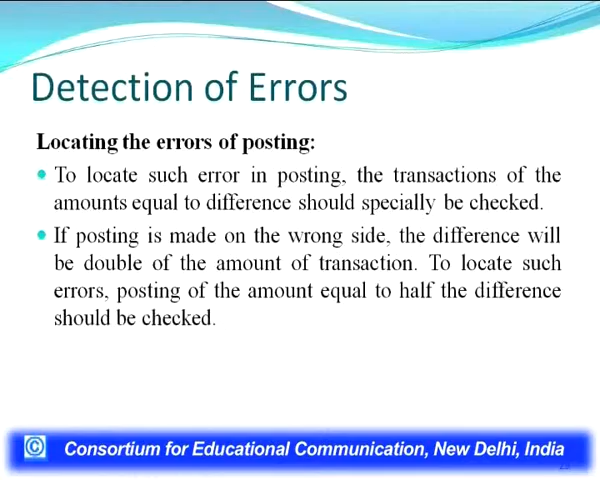 Detection of Errors
Locating the errors of posting:
• To locate such error in posting, the transactions of the
amounts equal to difference should specially be checked.
• If posting is made on the wrong side, the difference will
be double of the amount of transaction. To locate such
errors, posting of the amount equal to half the difference
should be checked.
© Consortium for Educational Communication, New Delhi, India